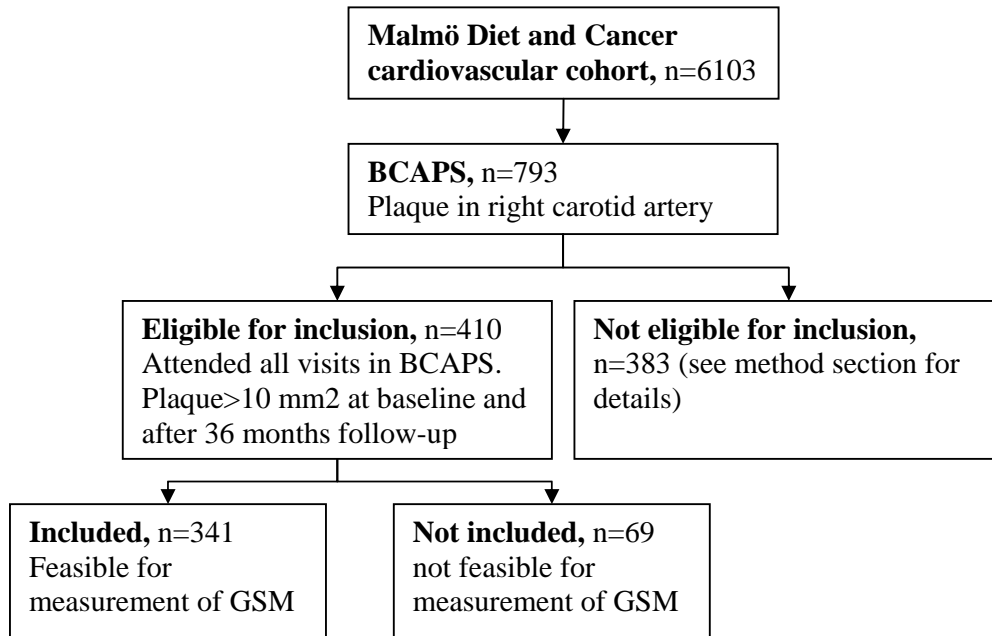 Malmö Diet and Cancer
cardiovascular cohort, n=6103
BCAPS, n=793
Plaque in right carotid artery
Eligible for inclusion, n=410
Attended all visits in BCAPS.
Plaque>10 mm2 at baseline and
after 36 months follow-up
Not eligible for inclusion,
n=383 (see method section for
details)
Included, n=341
Feasible for
measurement of GSM
Not included, n=69
not feasible for
measurement of GSM